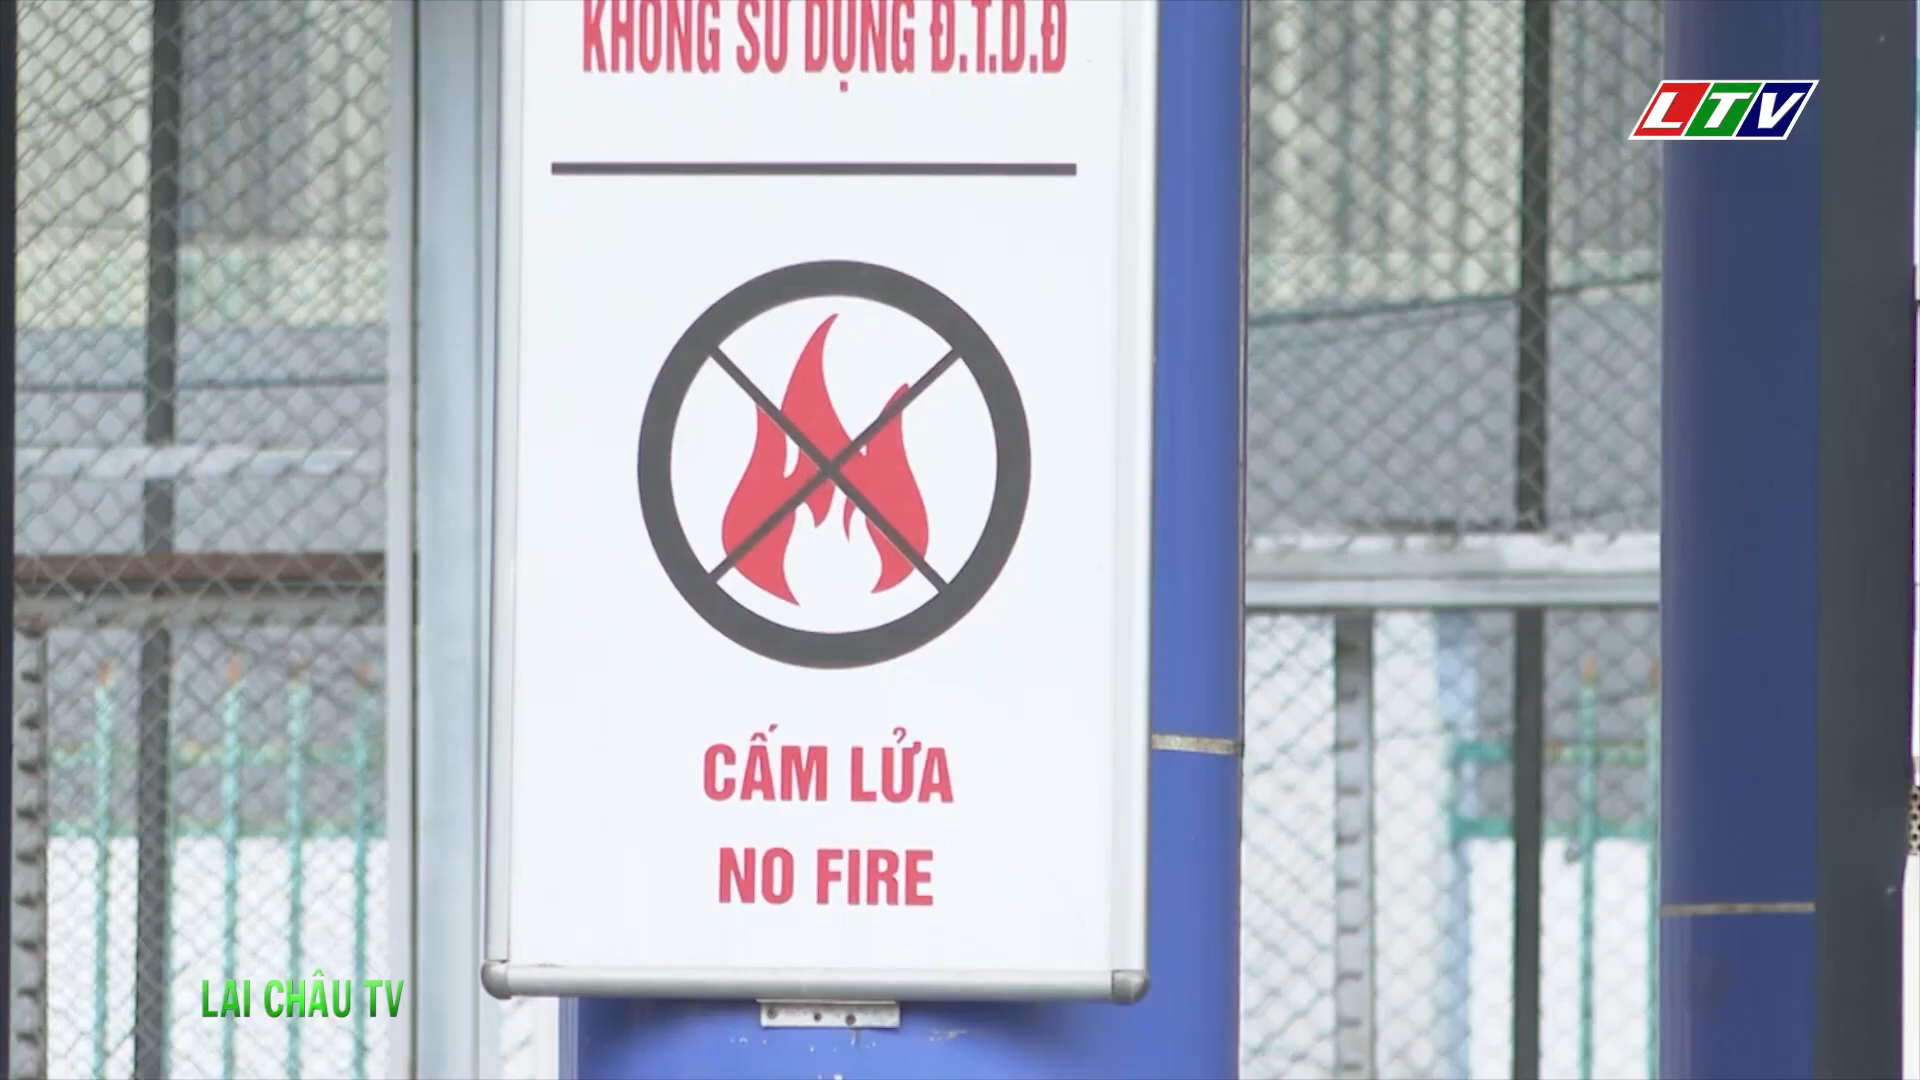 KHÔNG SỬ DỤNG Đ.T.D.Đ
LTV
CẤM LỬA
NO FIRE
LAI CHÂU TV